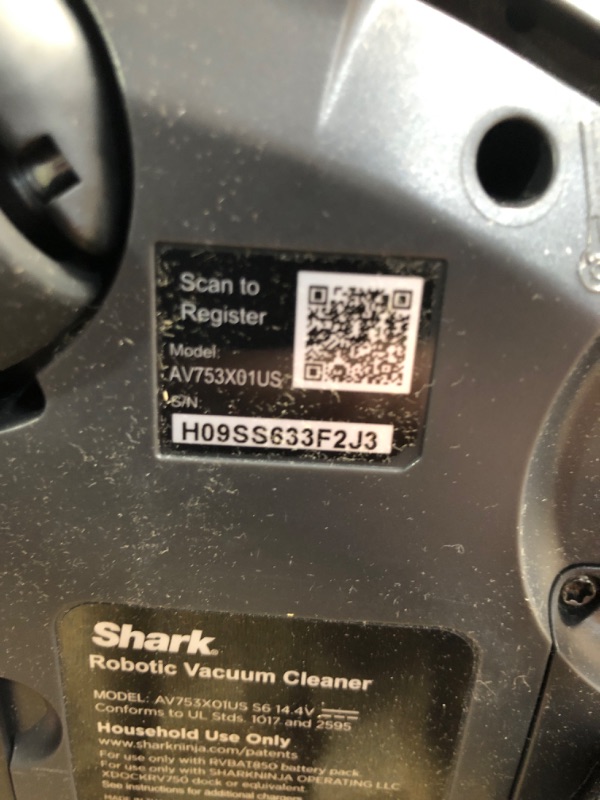 Scan to
Register
Model:
AV753X01US
S/N:
H09SS633F2J3
Shark
Robotic Vacuum Cleaner
MODEL: AV753X01US S6 14.4V
Conforms to UL Stds. 1017 and 2595
Household Use Only
www.sharkninja.com/patents
For use only with RVBAT850 battery pack.
For use only with SHARKNINJA OPERATING LLC
XDOCKRV750 dock or equivalent.
See instructions for additional chargers.